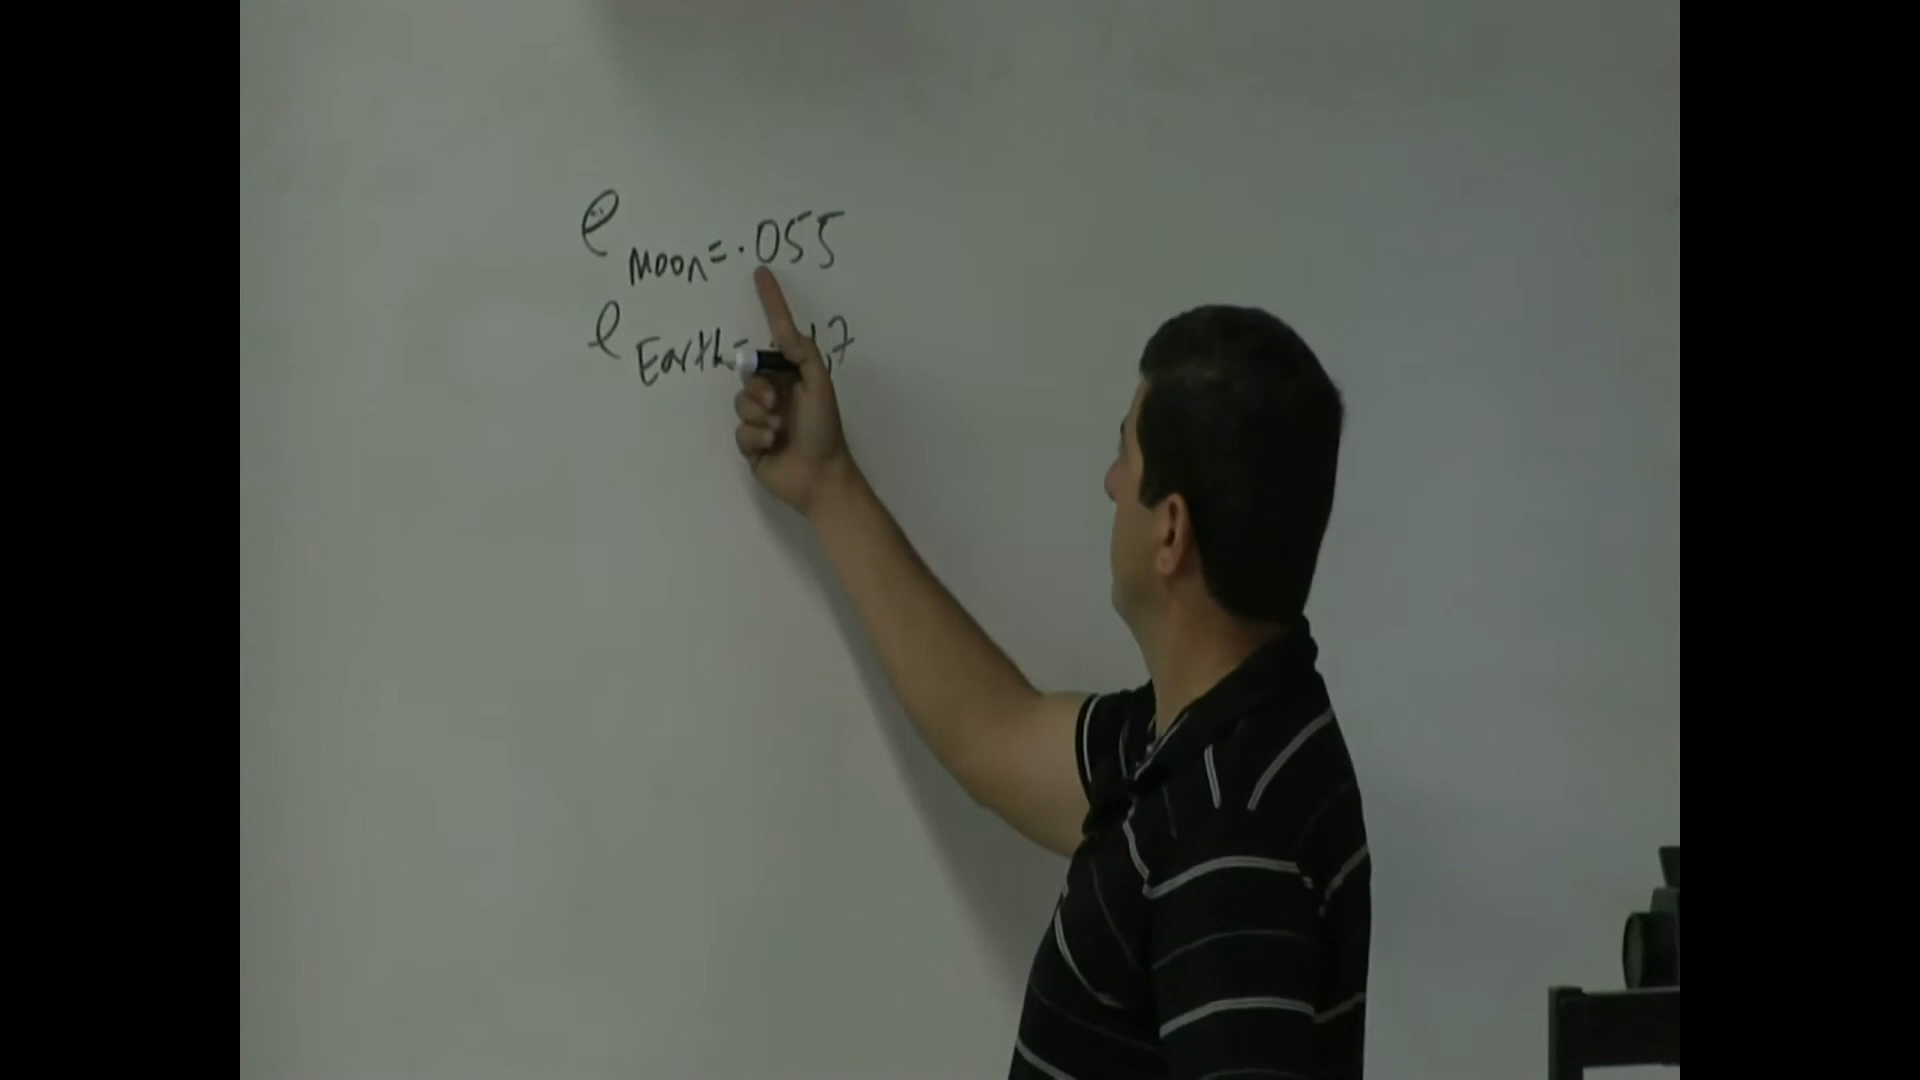 e Moon = .055
e Earth =